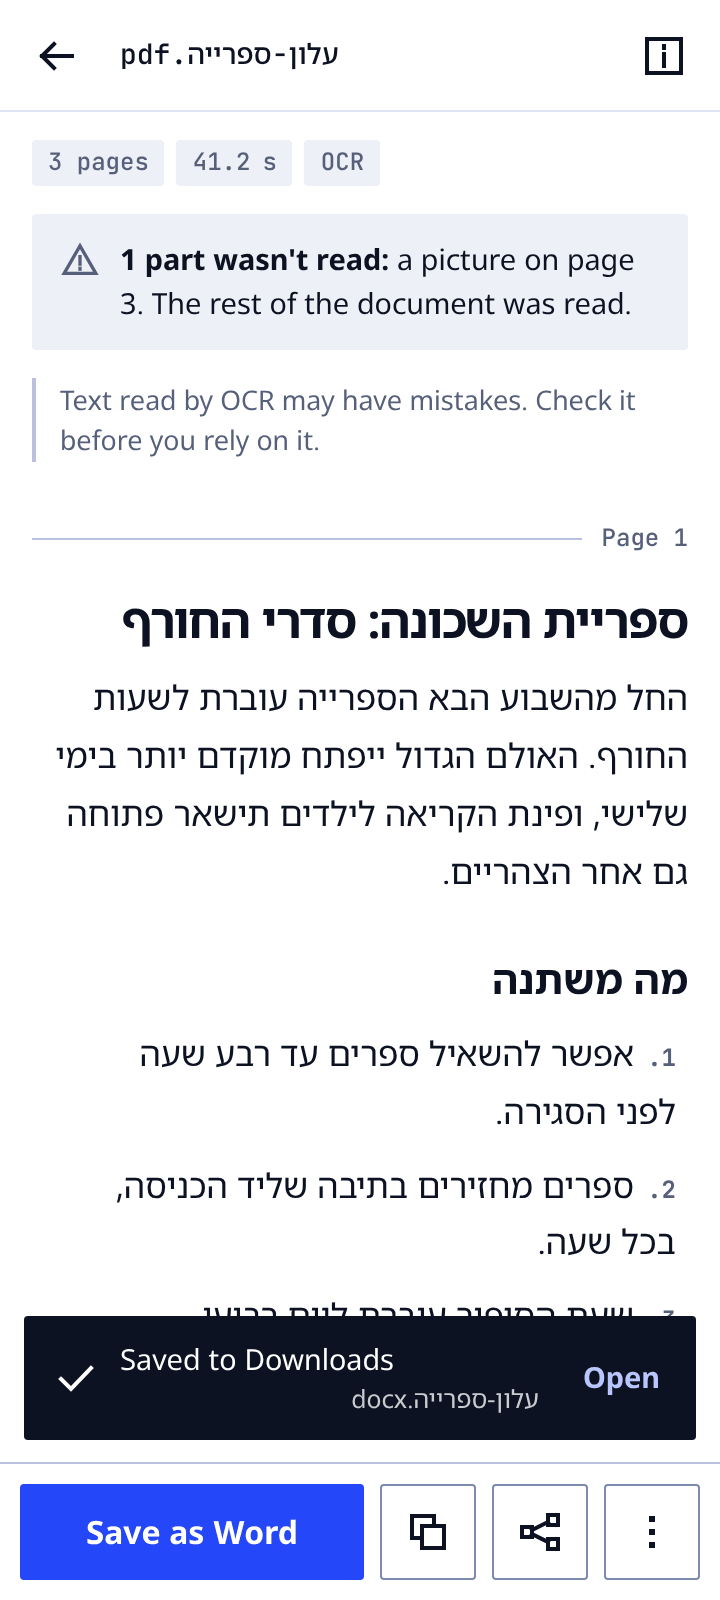 עלון-ספרייה.pdf
3 pages
41.2 s
OCR
1 part wasn't read: a picture on page
3. The rest of the document was read.
Text read by OCR may have mistakes. Check it
before you rely on it.
Page 1
ספריית השכונה: סדרי החורף
החל מהשבוע הבא הספרייה עוברת לשעות
החורף. האולם הגדול ייפתח מוקדם יותר בימי
שלישי, ופינת הקריאה לילדים תישאר פתוחה
גם אחר הצהריים.
מה משתנה
1. אפשר להשאיל ספרים עד רבע שעה
לפני הסגירה.
2. ספרים מחזירים בתיבה שליד הכניסה,
בכל שעה.
Saved to Downloads
עלון-ספרייה.docx
Open
Save as Word